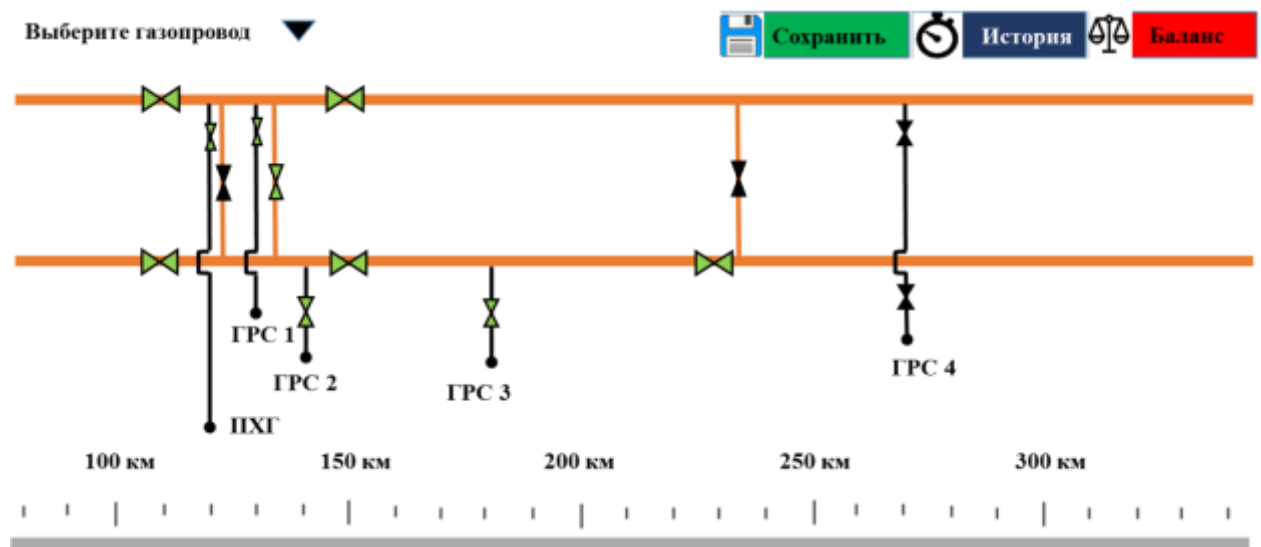 Выберите газопровод
Сохранить
История
Баланс
ГРС 1
ГРС 2
ГРС 3
ГРС 4
ПХГ
100 км
150 км
200 км
250 км
300 км